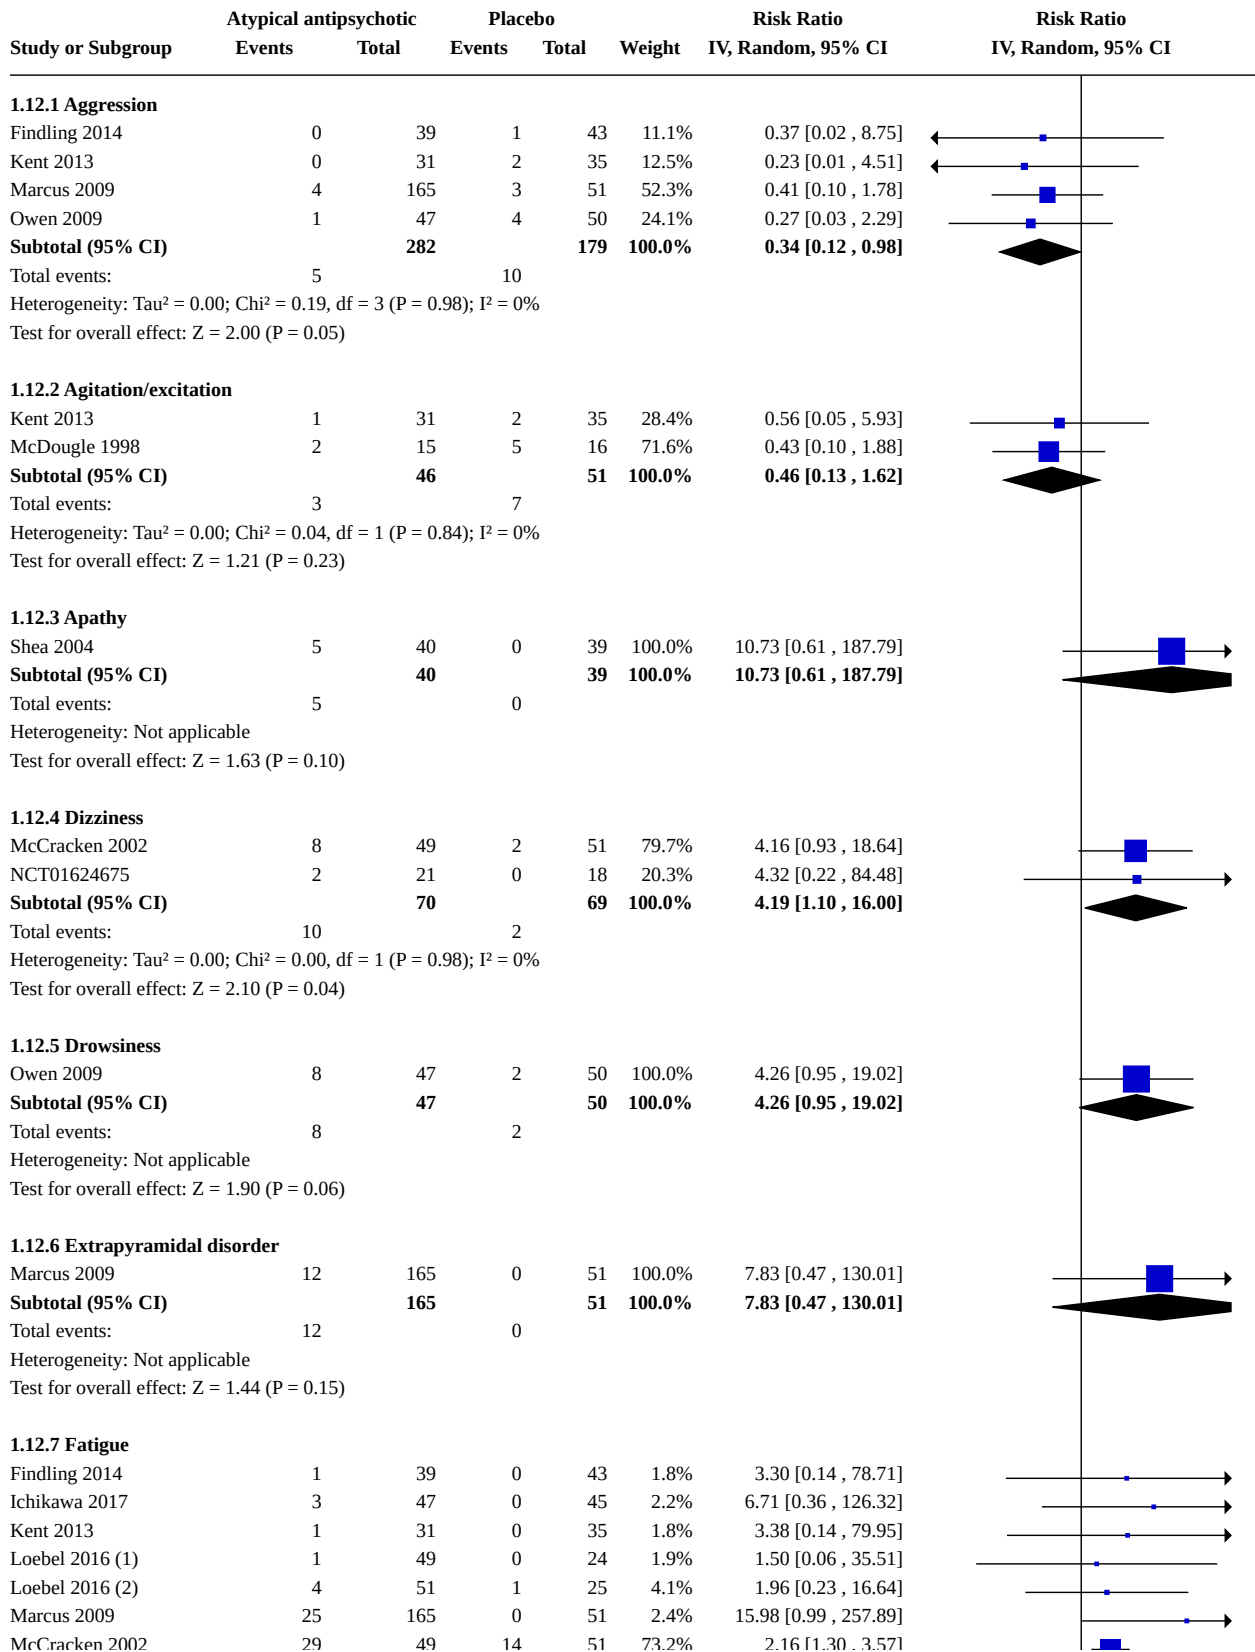 Atypical antipsychotic Placebo Risk Ratio Risk Ratio
Study or Subgroup Events Total Events Total Weight IV, Random, 95% CI IV, Random, 95% CI
1.12.1 Aggression
Findling 2014 0 39 1 43 11.1% 0.37 [0.02 , 8.75]
Kent 2013 0 31 2 35 12.5% 0.23 [0.01 , 4.51]
Marcus 2009 4 165 3 51 52.3% 0.41 [0.10 , 1.78]
Owen 2009 1 47 4 50 24.1% 0.27 [0.03 , 2.29]
Subtotal (95% CI) 282 179 100.0% 0.34 [0.12 , 0.98]
Total events: 5 10
Heterogeneity: Tau² = 0.00; Chi² = 0.19, df = 3 (P = 0.98); I² = 0%
Test for overall effect: Z = 2.00 (P = 0.05)
1.12.2 Agitation/excitation
Kent 2013 1 31 2 35 28.4% 0.56 [0.05 , 5.93]
McDougle 1998 2 15 5 16 71.6% 0.43 [0.10 , 1.88]
Subtotal (95% CI) 46 51 100.0% 0.46 [0.13 , 1.62]
Total events: 3 7
Heterogeneity: Tau² = 0.00; Chi² = 0.04, df = 1 (P = 0.84); I² = 0%
Test for overall effect: Z = 1.21 (P = 0.23)
1.12.3 Apathy
Shea 2004 5 40 0 39 100.0% 10.73 [0.61 , 187.79]
Subtotal (95% CI) 40 39 100.0% 10.73 [0.61 , 187.79]
Total events: 5 0
Heterogeneity: Not applicable
Test for overall effect: Z = 1.63 (P = 0.10)
1.12.4 Dizziness
McCracken 2002 8 49 2 51 79.7% 4.16 [0.93 , 18.64]
NCT01624675 2 21 0 18 20.3% 4.32 [0.22 , 84.48]
Subtotal (95% CI) 70 69 100.0% 4.19 [1.10 , 16.00]
Total events: 10 2
Heterogeneity: Tau² = 0.00; Chi² = 0.00, df = 1 (P = 0.98); I² = 0%
Test for overall effect: Z = 2.10 (P = 0.04)
1.12.5 Drowsiness
Owen 2009 8 47 2 50 100.0% 4.26 [0.95 , 19.02]
Subtotal (95% CI) 47 50 100.0% 4.26 [0.95 , 19.02]
Total events: 8 2
Heterogeneity: Not applicable
Test for overall effect: Z = 1.90 (P = 0.06)
1.12.6 Extrapyramidal disorder
Marcus 2009 12 165 0 51 100.0% 7.83 [0.47 , 130.01]
Subtotal (95% CI) 165 51 100.0% 7.83 [0.47 , 130.01]
Total events: 12 0
Heterogeneity: Not applicable
Test for overall effect: Z = 1.44 (P = 0.15)
1.12.7 Fatigue
Findling 2014 1 39 0 43 1.8% 3.30 [0.14 , 78.71]
Ichikawa 2017 3 47 0 45 2.2% 6.71 [0.36 , 126.32]
Kent 2013 1 31 0 35 1.8% 3.38 [0.14 , 79.95]
Loebel 2016 (1) 1 49 0 24 1.9% 1.50 [0.06 , 35.51]
Loebel 2016 (2) 4 51 1 25 4.1% 1.96 [0.23 , 16.64]
Marcus 2009 25 165 0 51 2.4% 15.98 [0.99 , 257.89]
McCracken 2002 29 49 14 51 73.2% 2.16 [1.30 , 3.57]